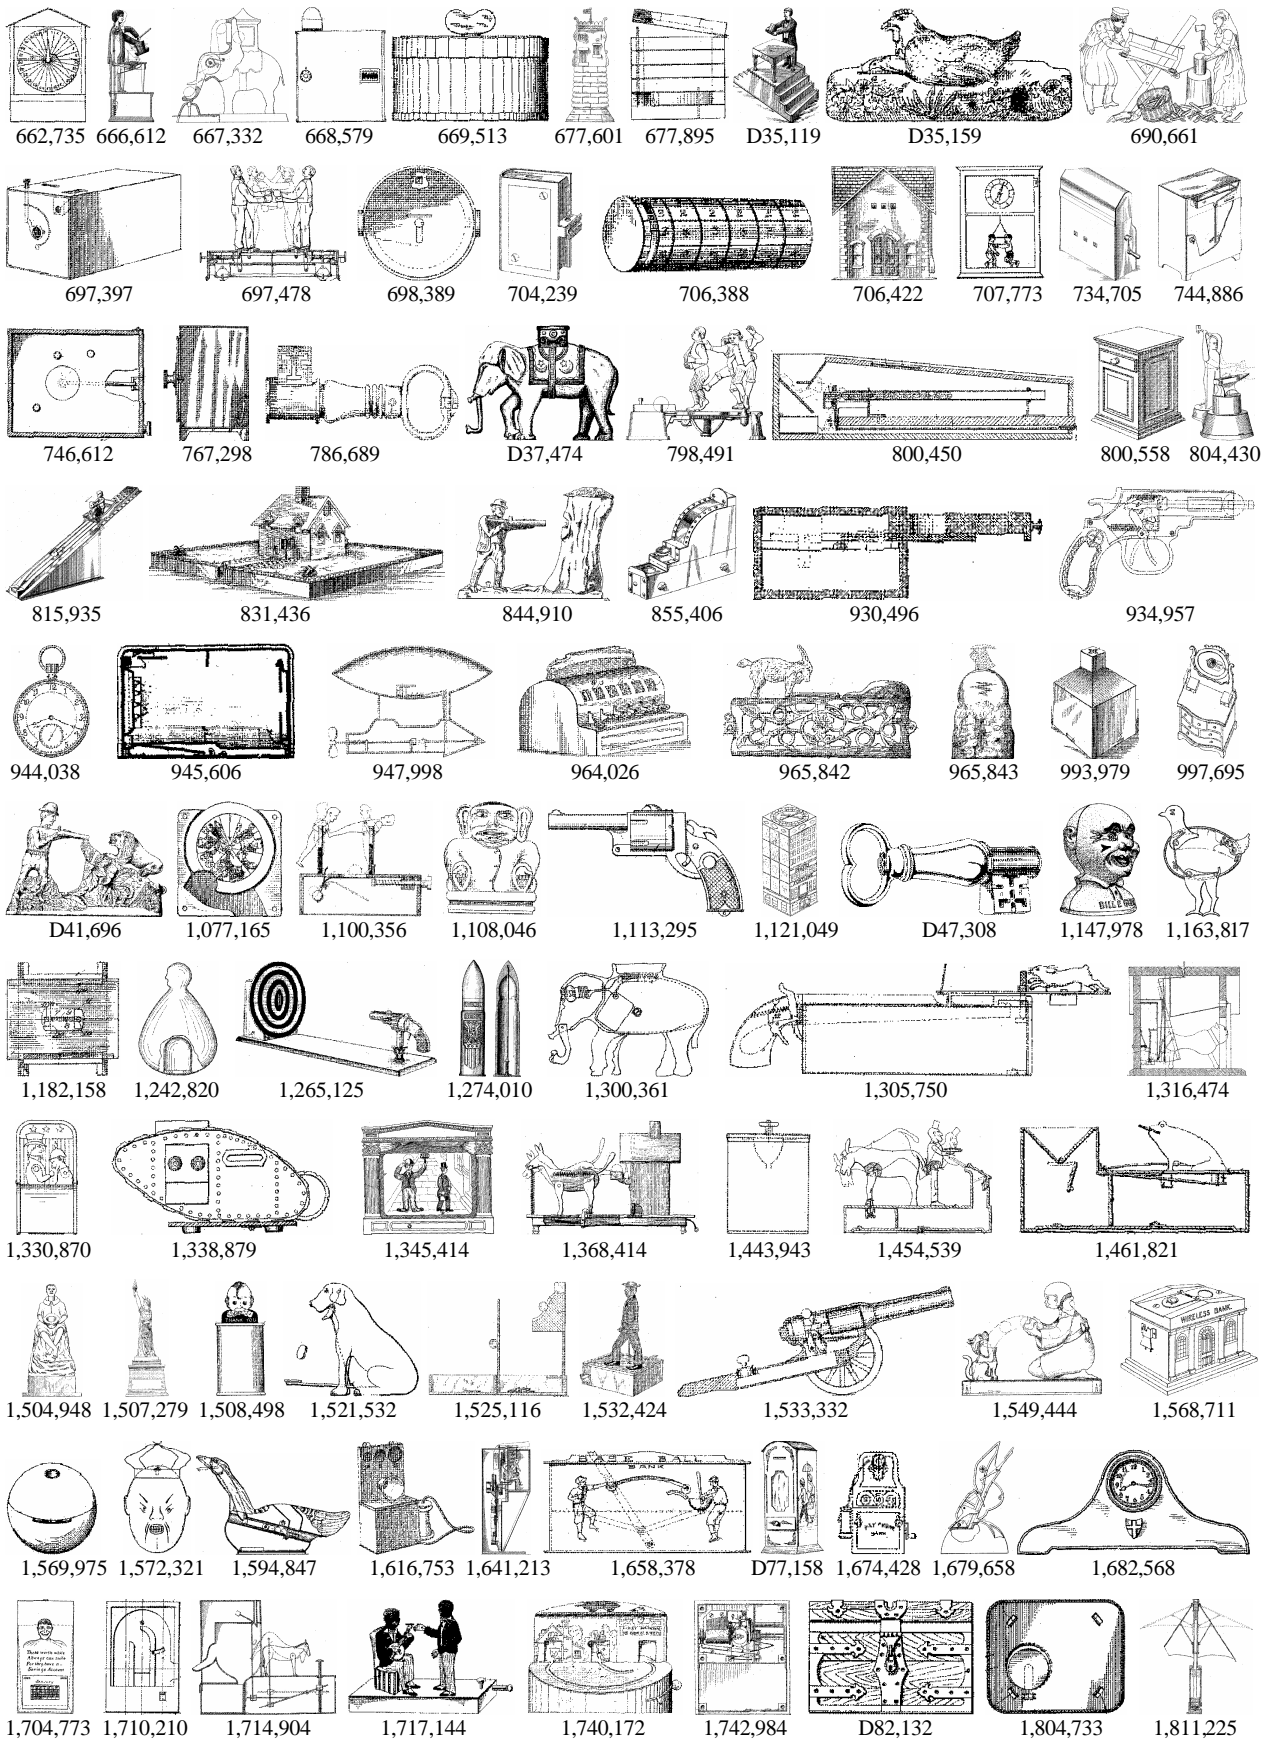 662,735 666,612 667,332 668,579 669,513 677,601 677,895 D35,119 D35,159 690,661
697,397 697,478 698,389 704,239 706,388 706,422 707,773 734,705 744,886
746,612 767,298 786,689 D37,474 798,491 800,450 800,558 804,430
815,935 831,436 844,910 855,406 930,496 934,957
944,038 945,606 947,998 964,026 965,842 965,843 993,979 997,695
D41,696 1,077,165 1,100,356 1,108,046 1,113,295 1,121,049 D47,308 1,147,978 1,163,817
1,182,158 1,242,820 1,265,125 1,274,010 1,300,361 1,305,750 1,316,474
1,330,870 1,338,879 1,345,414 1,368,414 1,443,943 1,454,539 1,461,821
THANK YOU
WIRELESS BANK
1,504,948 1,507,279 1,508,498 1,521,532 1,525,116 1,532,424 1,533,332 1,549,444 1,568,711
BASE BALL
BANK
1,569,975 1,572,321 1,594,847 1,616,753 1,641,213 1,658,378 D77,158 1,674,428 1,679,658 1,682,568
1,704,773 1,710,210 1,714,904 1,717,144 1,740,172 1,742,984 D82,132 1,804,733 1,811,225